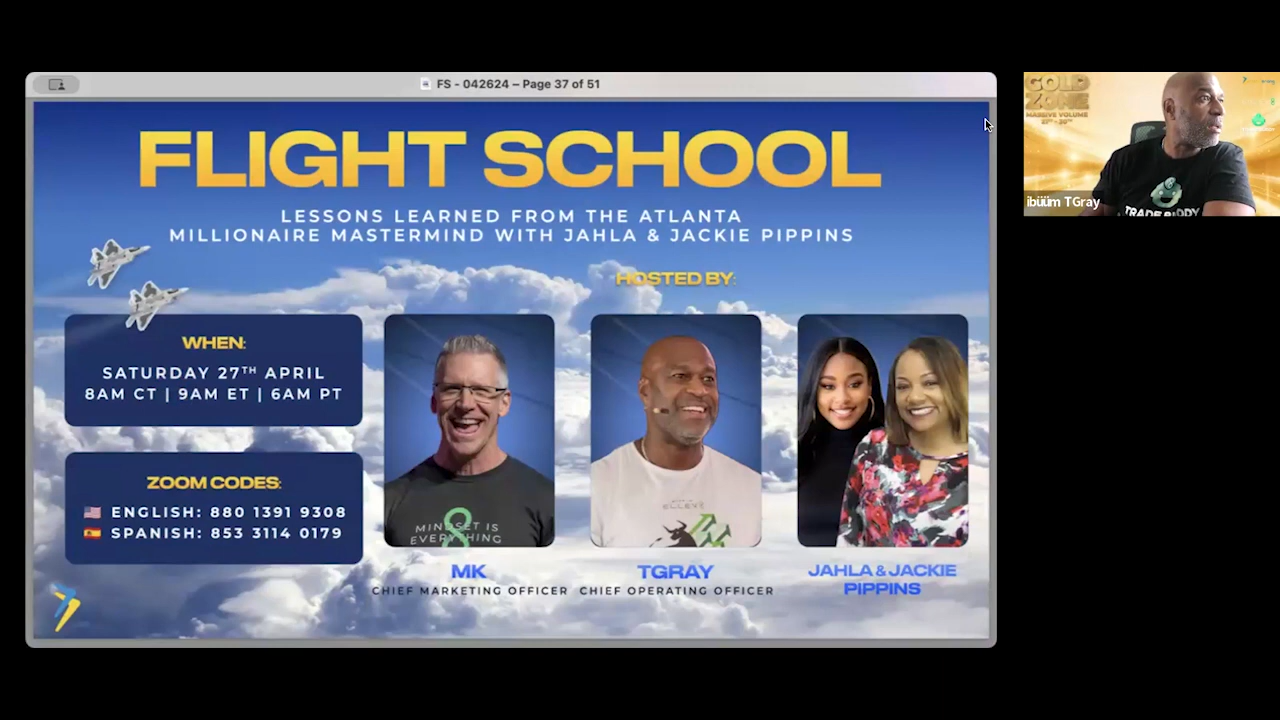 FS - 042624 – Page 37 of 51
FLIGHT SCHOOL
LESSONS LEARNED FROM THE ATLANTA
MILLIONAIRE MASTERMIND WITH JAHLA & JACKIE PIPPINS
HOSTED BY:
WHEN:
SATURDAY 27TH APRIL
8AM CT | 9AM ET | 6AM PT
ZOOM CODES:
ENGLISH: 880 1391 9308
SPANISH: 853 3114 0179
MINDSET IS
EVERYTHING
MK
CHIEF MARKETING OFFICER
TGRAY
CHIEF OPERATING OFFICER
JAHLA & JACKIE
PIPPINS
GOLD
ZONE
MASSIVE VOLUME
ibüüm TGray